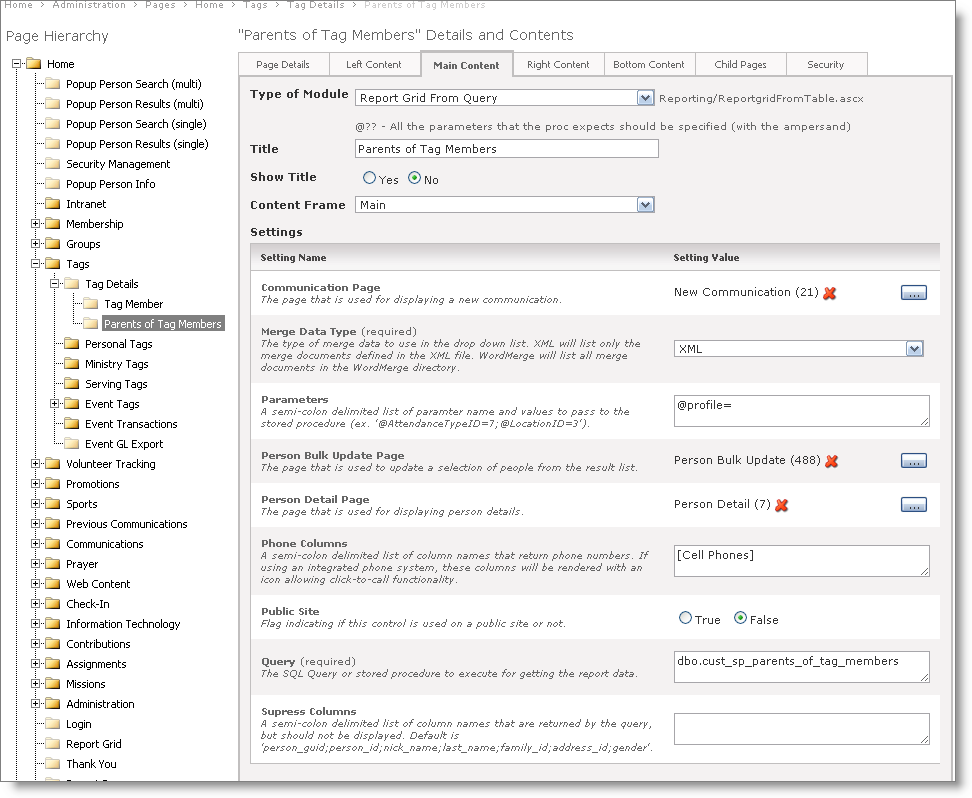 Home > Administration > Pages > Home > Tags > Tag Details > Parents of Tag Members
Page Hierarchy
Home
Popup Person Search (multi)
Popup Person Results (multi)
Popup Person Search (single)
Popup Person Results (single)
Security Management
Popup Person Info
Intranet
Membership
Groups
Tags
Tag Details
Tag Member
Parents of Tag Members
Personal Tags
Ministry Tags
Serving Tags
Event Tags
Event Transactions
Event GL Export
Volunteer Tracking
Promotions
Sports
Previous Communications
Communications
Prayer
Web Content
Check-In
Information Technology
Contributions
Assignments
Missions
Administration
Login
Report Grid
Thank You
"Parents of Tag Members" Details and Contents
Page Details Left Content Main Content Right Content Bottom Content Child Pages Security
Type of Module Report Grid From Query Reporting/ReportgridFromTable.ascx
@?? - All the parameters that the proc expects should be specified (with the ampersand)
Title Parents of Tag Members
Show Title Yes No
Content Frame Main
Settings
Setting Name Setting Value
Communication Page
The page that is used for displaying a new communication.
New Communication (21) ...
Merge Data Type (required)
The type of merge data to use in the drop down list. XML will list only the
merge documents defined in the XML file. WordMerge will list all merge
documents in the WordMerge directory.
XML
Parameters
A semi-colon delimited list of paramter name and values to pass to the
stored procedure (ex. '@AttendanceTypeID=7;@LocationID=3').
@profile=
Person Bulk Update Page
The page that is used to update a selection of people from the result list.
Person Bulk Update (488) ...
Person Detail Page
The page that is used for displaying person details.
Person Detail (7) ...
Phone Columns
A semi-colon delimited list of column names that return phone numbers. If
using an integrated phone system, these columns will be rendered with an
icon allowing click-to-call functionality.
[Cell Phones]
Public Site
Flag indicating if this control is used on a public site or not.
True False
Query (required)
The SQL Query or stored procedure to execute for getting the report data.
dbo.cust_sp_parents_of_tag_members
Supress Columns
A semi-colon delimited list of column names that are returned by the query,
but should not be displayed. Default is
'person_guid;person_id;nick_name;last_name;family_id;address_id;gender'.